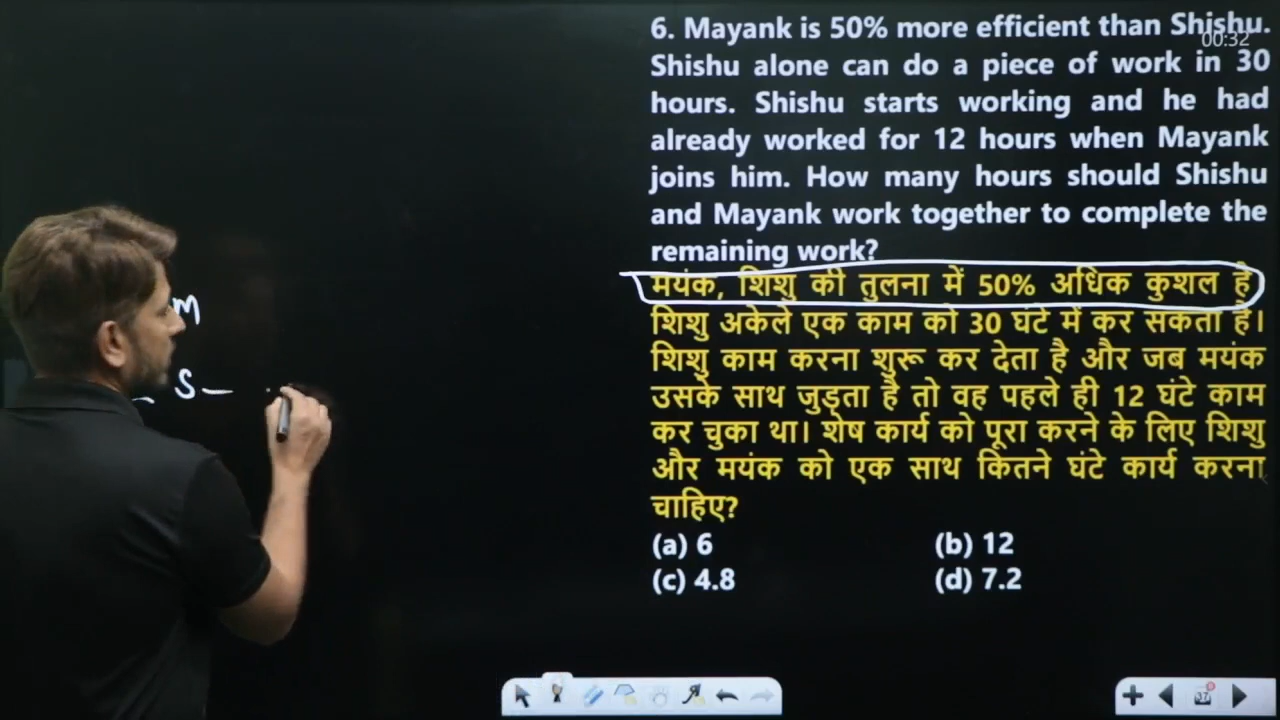 6. Mayank is 50% more efficient than Shishu.
00:32
Shishu alone can do a piece of work in 30
hours. Shishu starts working and he had
already worked for 12 hours when Mayank
joins him. How many hours should Shishu
and Mayank work together to complete the
remaining work?
मयंक, शिशु की तुलना में 50% अधिक कुशल है
शिशु अकेले एक काम को 30 घंटे में कर सकता है।
शिशु काम करना शुरू कर देता है और जब मयंक
उसके साथ जुड़ता है तो वह पहले ही 12 घंटे काम
कर चुका था। शेष कार्य को पूरा करने के लिए शिशु
और मयंक को एक साथ कितने घंटे कार्य करना
चाहिए?
(a) 6 (b) 12
(c) 4.8 (d) 7.2
m
S-
37